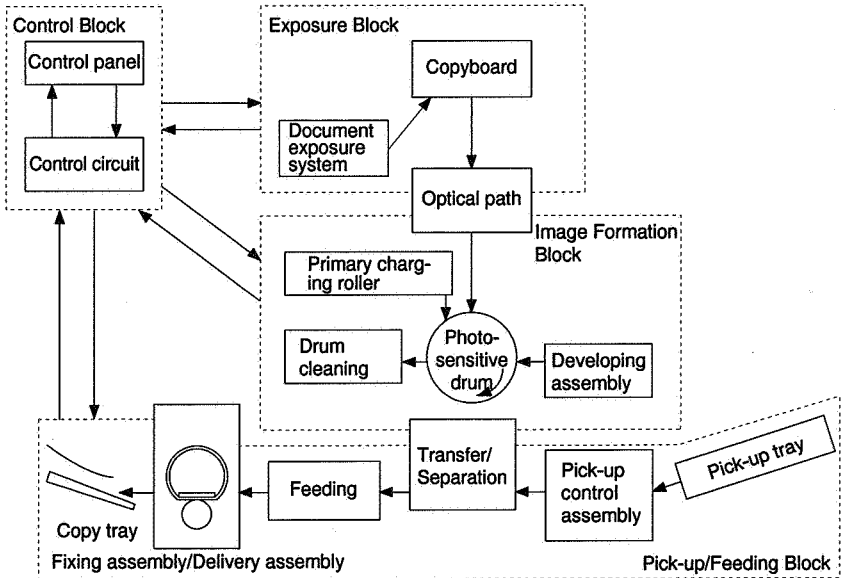 Control Block
Control panel
Control circuit
Exposure Block
Copyboard
Document
exposure
system
Optical path
Image Formation
Block
Primary charg-
ing roller
Photo-
sensitive
drum
Drum
cleaning
Developing
assembly
Transfer/
Separation
Pick-up
control
assembly
Pick-up tray
Feeding
Copy tray
Fixing assembly/Delivery assembly
Pick-up/Feeding Block